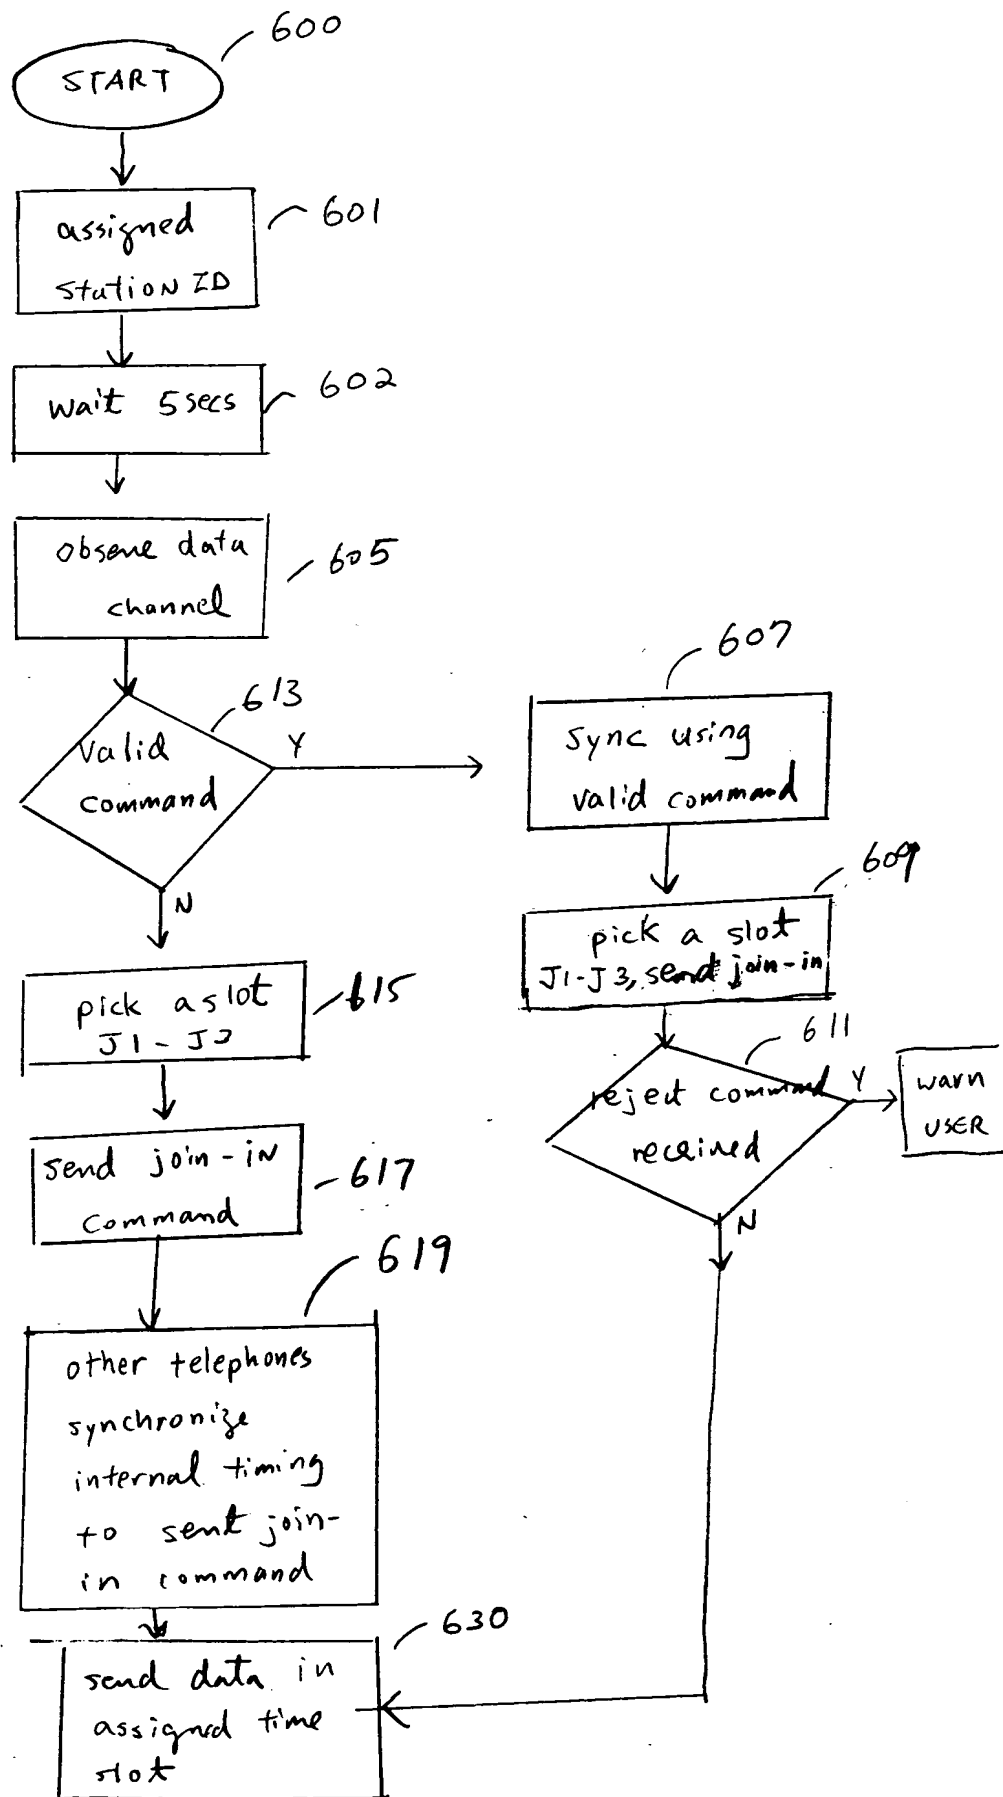 600
START
601
assigned
station ID
602
wait 5secs
605
observe data
channel
613
Valid
command
Y
N
607
sync using
valid command
609
pick a slot
J1-J3, send join-in
611
reject command
received
Y
N
warn
USER
615
pick a slot
J1 - J3
617
send join-in
command
619
other telephones
synchronize
internal timing
to sent join-
in command
630
send data in
assigned time
slot